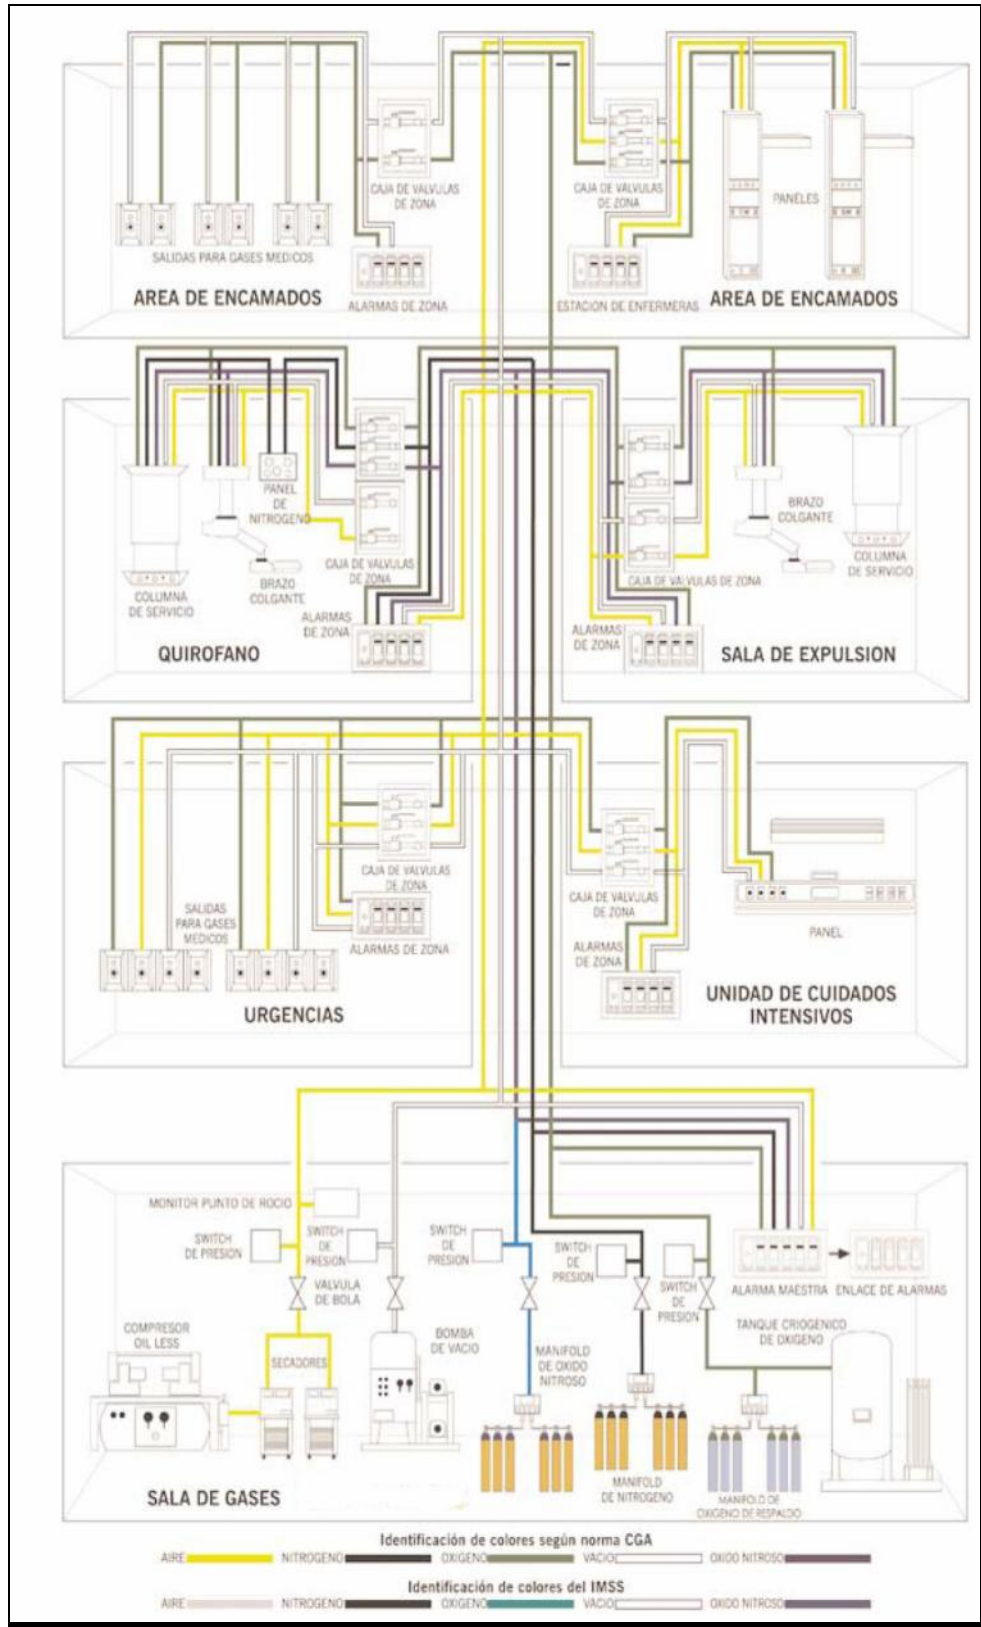 CAJA DE VALVULAS
DE ZONA
CAJA DE VALVULAS
DE ZONA
PANELES
SALIDAS PARA GASES MEDICOS
AREA DE ENCAMADOS
ALARMAS DE ZONA
ESTACION DE ENFERMERAS
AREA DE ENCAMADOS
PANEL
DE
NITROGENO
BRAZO
COLGANTE
COLUMNA
DE SERVICIO
CAJA DE VALVULAS
DE ZONA
CAJA DE VALVULAS DE ZONA
COLUMNA
DE SERVICIO
BRAZO
COLGANTE
ALARMAS
DE ZONA
ALARMAS
DE ZONA
QUIROFANO
SALA DE EXPULSION
CAJA DE VALVULAS
DE ZONA
CAJA DE VALVULAS
DE ZONA
SALIDAS
PARA GASES
MEDICOS
ALARMAS DE ZONA
ALARMAS
DE ZONA
PANEL
URGENCIAS
UNIDAD DE CUIDADOS
INTENSIVOS
MONITOR PUNTO DE ROCIO
SWITCH
DE PRESION
SWITCH
DE
PRESION
SWITCH
DE
PRESION
SWITCH
DE
PRESION
SWITCH
DE
PRESION
VALVULA
DE BOLA
ALARMA MAESTRA
ENLACE DE ALARMAS
COMPRESOR
OIL LESS
SECADORES
BOMBA
DE VACIO
MANIFOLD
DE OXIDO
NITROSO
TANQUE CRIOGENICO
DE OXIGENO
MANIFOLD
DE NITROGENO
MANIFOLD DE
OXIGENO DE RESPALDO
SALA DE GASES
Identificación de colores según norma CGA
AIRE NITROGENO OXIGENO VACIO OXIDO NITROSO
Identificación de colores del IMSS
AIRE NITROGENO OXIGENO VACIO OXIDO NITROSO